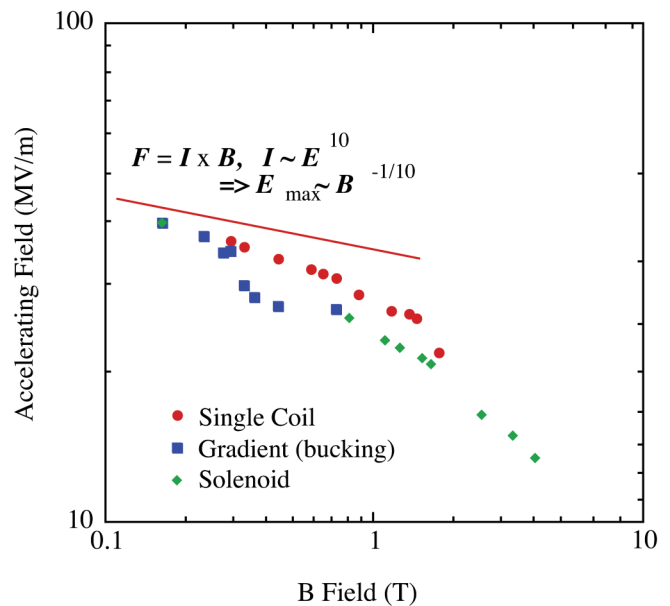 100
F = I x B, I ~ E 10
=> E max ~ B -1/10
Accelerating Field (MV/m)
Single Coil
Gradient (bucking)
Solenoid
10
0.1
1
10
B Field (T)